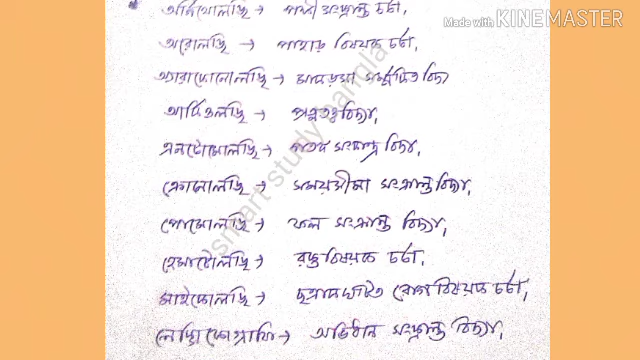 Made with KINEMASTER
অর্নিথোলজি → পাখী সংক্রান্ত চর্চা,
অরোলজি → পাহাড় বিষয়ক চর্চা,
অ্যারাকোনোলজি → মাকড়সা সম্পর্কিত বিদ্যা
আর্কিওলজি → প্রত্নতত্ত্ববিদ্যা,
এনটোমোলজি → পতঙ্গ সংক্রান্ত বিদ্যা,
ক্রোনোলজি → সময়সীমা সংক্রান্ত বিদ্যা,
পোমোলজি → ফল সংক্রান্ত বিদ্যা,
হেমাটোলজি → রক্তবিষয়ক চর্চা,
মাইকোলজি → ছত্রাকঘটিত রোগ বিষয়ক চর্চা,
লেক্সিকোগ্রাফি → অভিধান সংক্রান্ত বিদ্যা,
smart study bangla